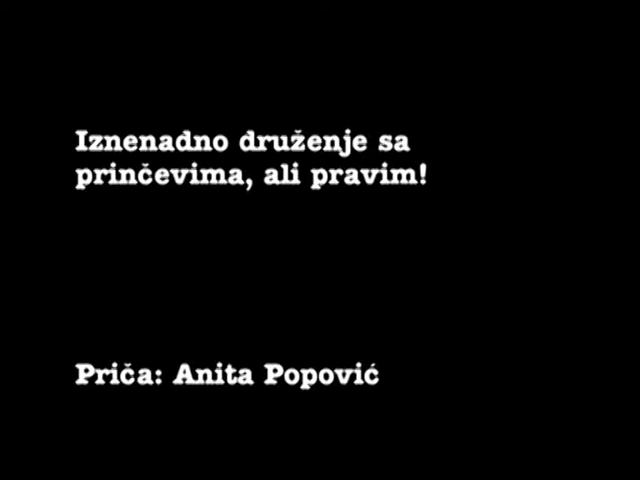 Iznenadno druženje sa
prinčevima, ali pravim!
Priča: Anita Popović